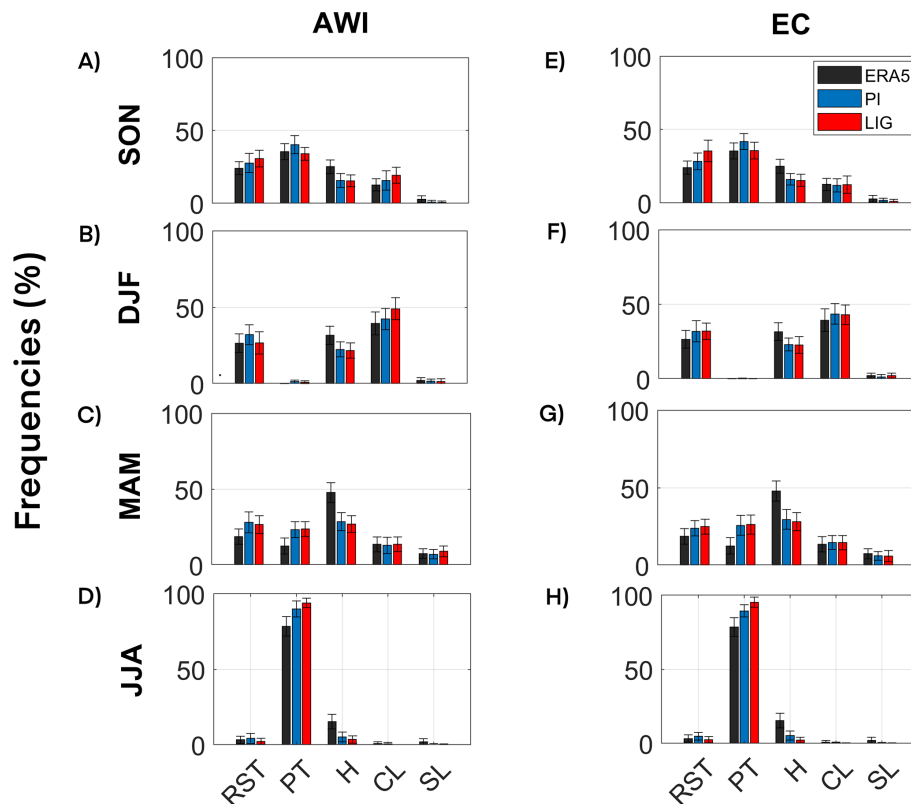 AWI
EC
Frequencies (%)
A)
SON
100
50
0
E)
100
50
0
ERA5
PI
LIG
B)
DJF
100
50
0
F)
100
50
0
C)
MAM
100
50
0
G)
100
50
0
D)
JJA
100
50
0
H)
100
50
0
RST PT H CL SL
RST PT H CL SL